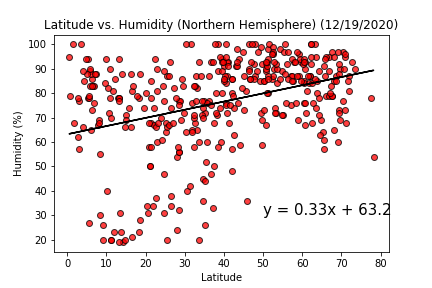 Latitude vs. Humidity (Northern Hemisphere) (12/19/2020)
100
90
80
70
60
50
40
30
20
Humidity (%)
y = 0.33x + 63.2
0 10 20 30 40 50 60 70 80
Latitude